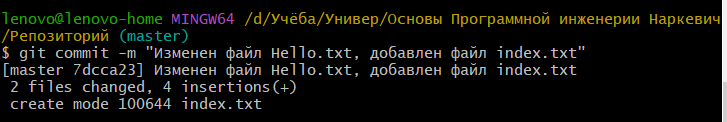 lenovo@lenovo-home MINGW64 /d/Учёба/Универ/Основы Программной инженерии Наркевич
/Репозиторий (master)
$ git commit -m "Изменен файл Hello.txt, добавлен файл index.txt"
[master 7dcca23] Изменен файл Hello.txt, добавлен файл index.txt
 2 files changed, 4 insertions(+)
 create mode 100644 index.txt